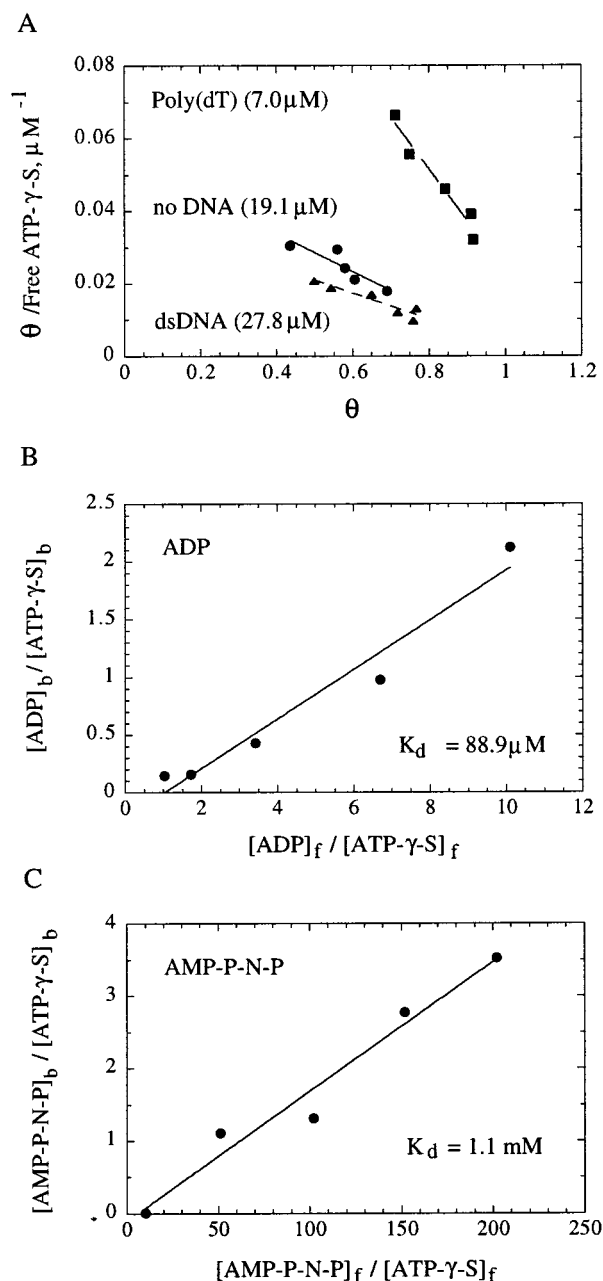 A
θ /Free ATP-γ-S, μM⁻¹
0.08
0.06
0.04
0.02
0
Poly(dT) (7.0μM)
no DNA (19.1μM)
dsDNA (27.8μM)
0 0.2 0.4 0.6 0.8 1 1.2
θ
B
[ADP]b / [ATP-γ-S]b
2.5
2
1.5
1
0.5
0
ADP
Kd = 88.9μM
0 2 4 6 8 10 12
[ADP]f / [ATP-γ-S]f
C
[AMP-P-N-P]b / [ATP-γ-S]b
4
3
2
1
0
AMP-P-N-P
Kd = 1.1 mM
0 50 100 150 200 250
[AMP-P-N-P]f / [ATP-γ-S]f